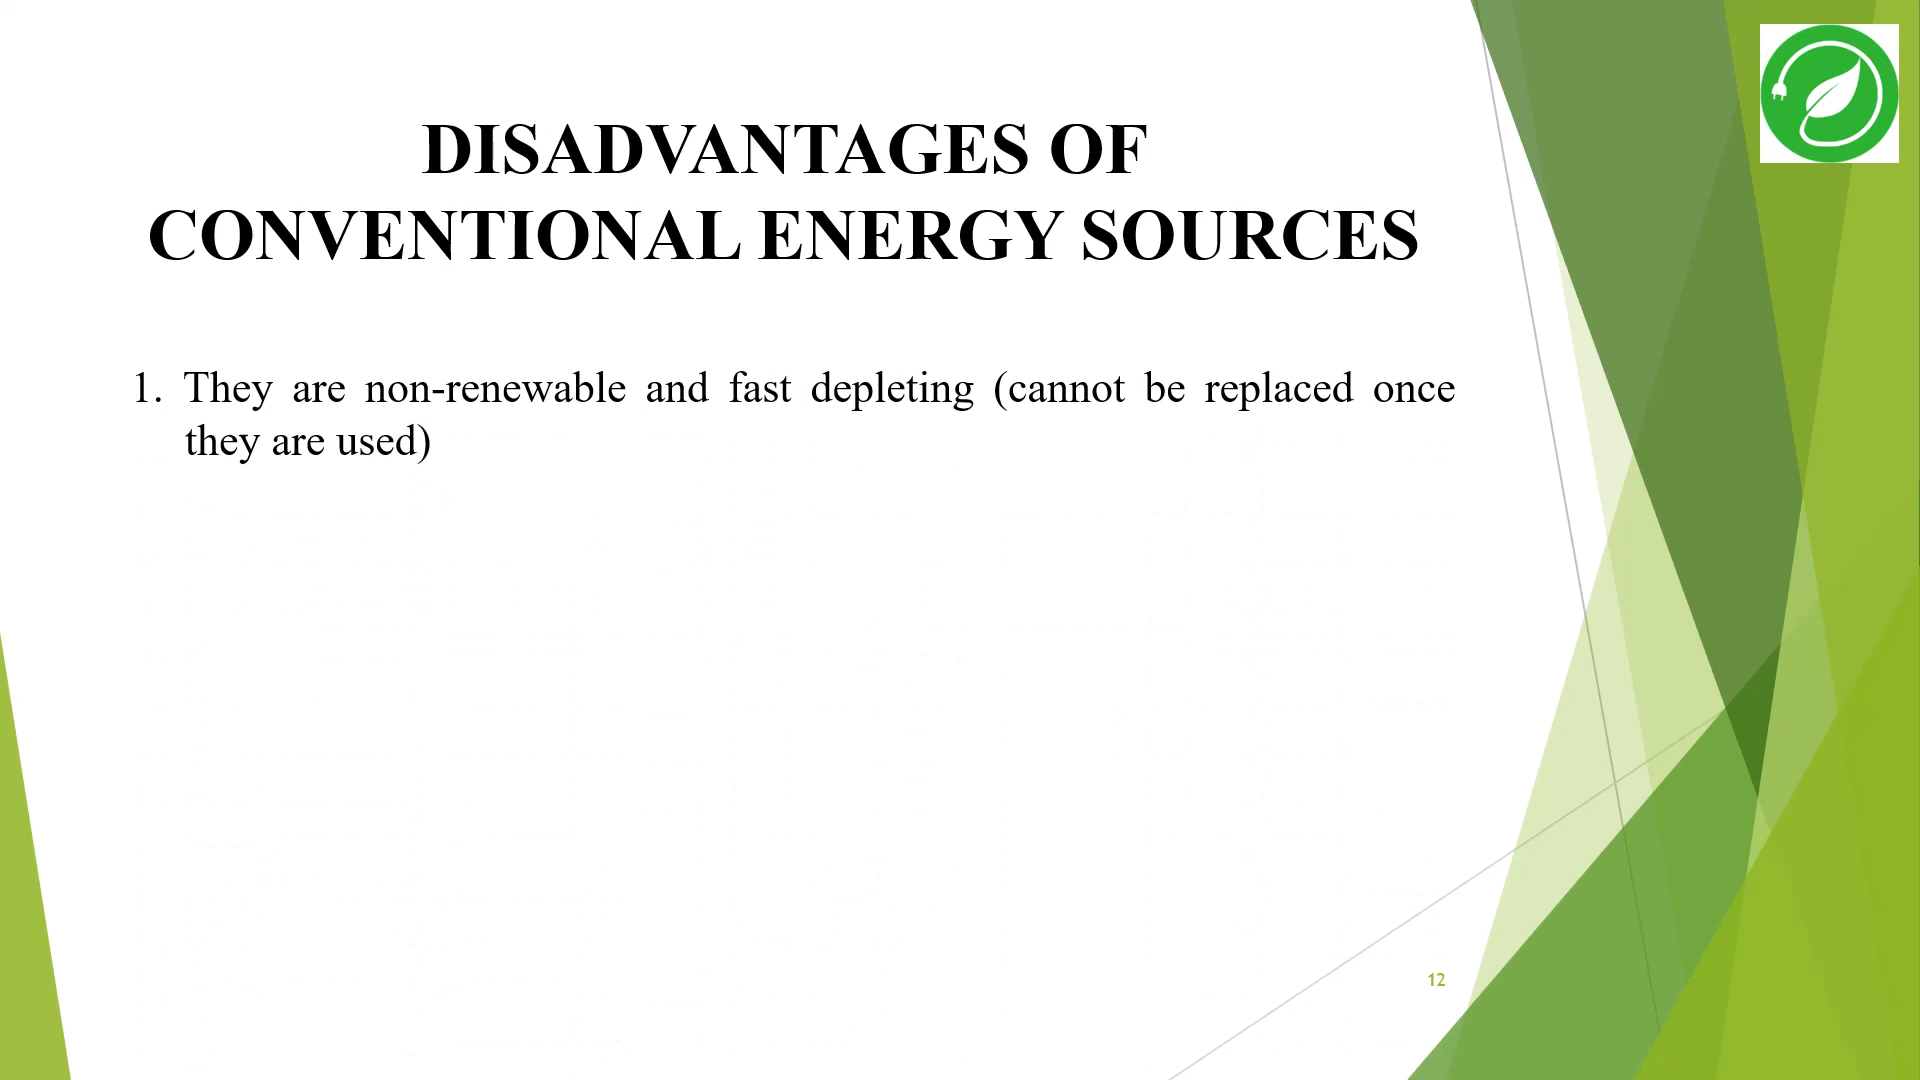 DISADVANTAGES OF
CONVENTIONAL ENERGY SOURCES
1. They are non-renewable and fast depleting (cannot be replaced once
they are used)
12